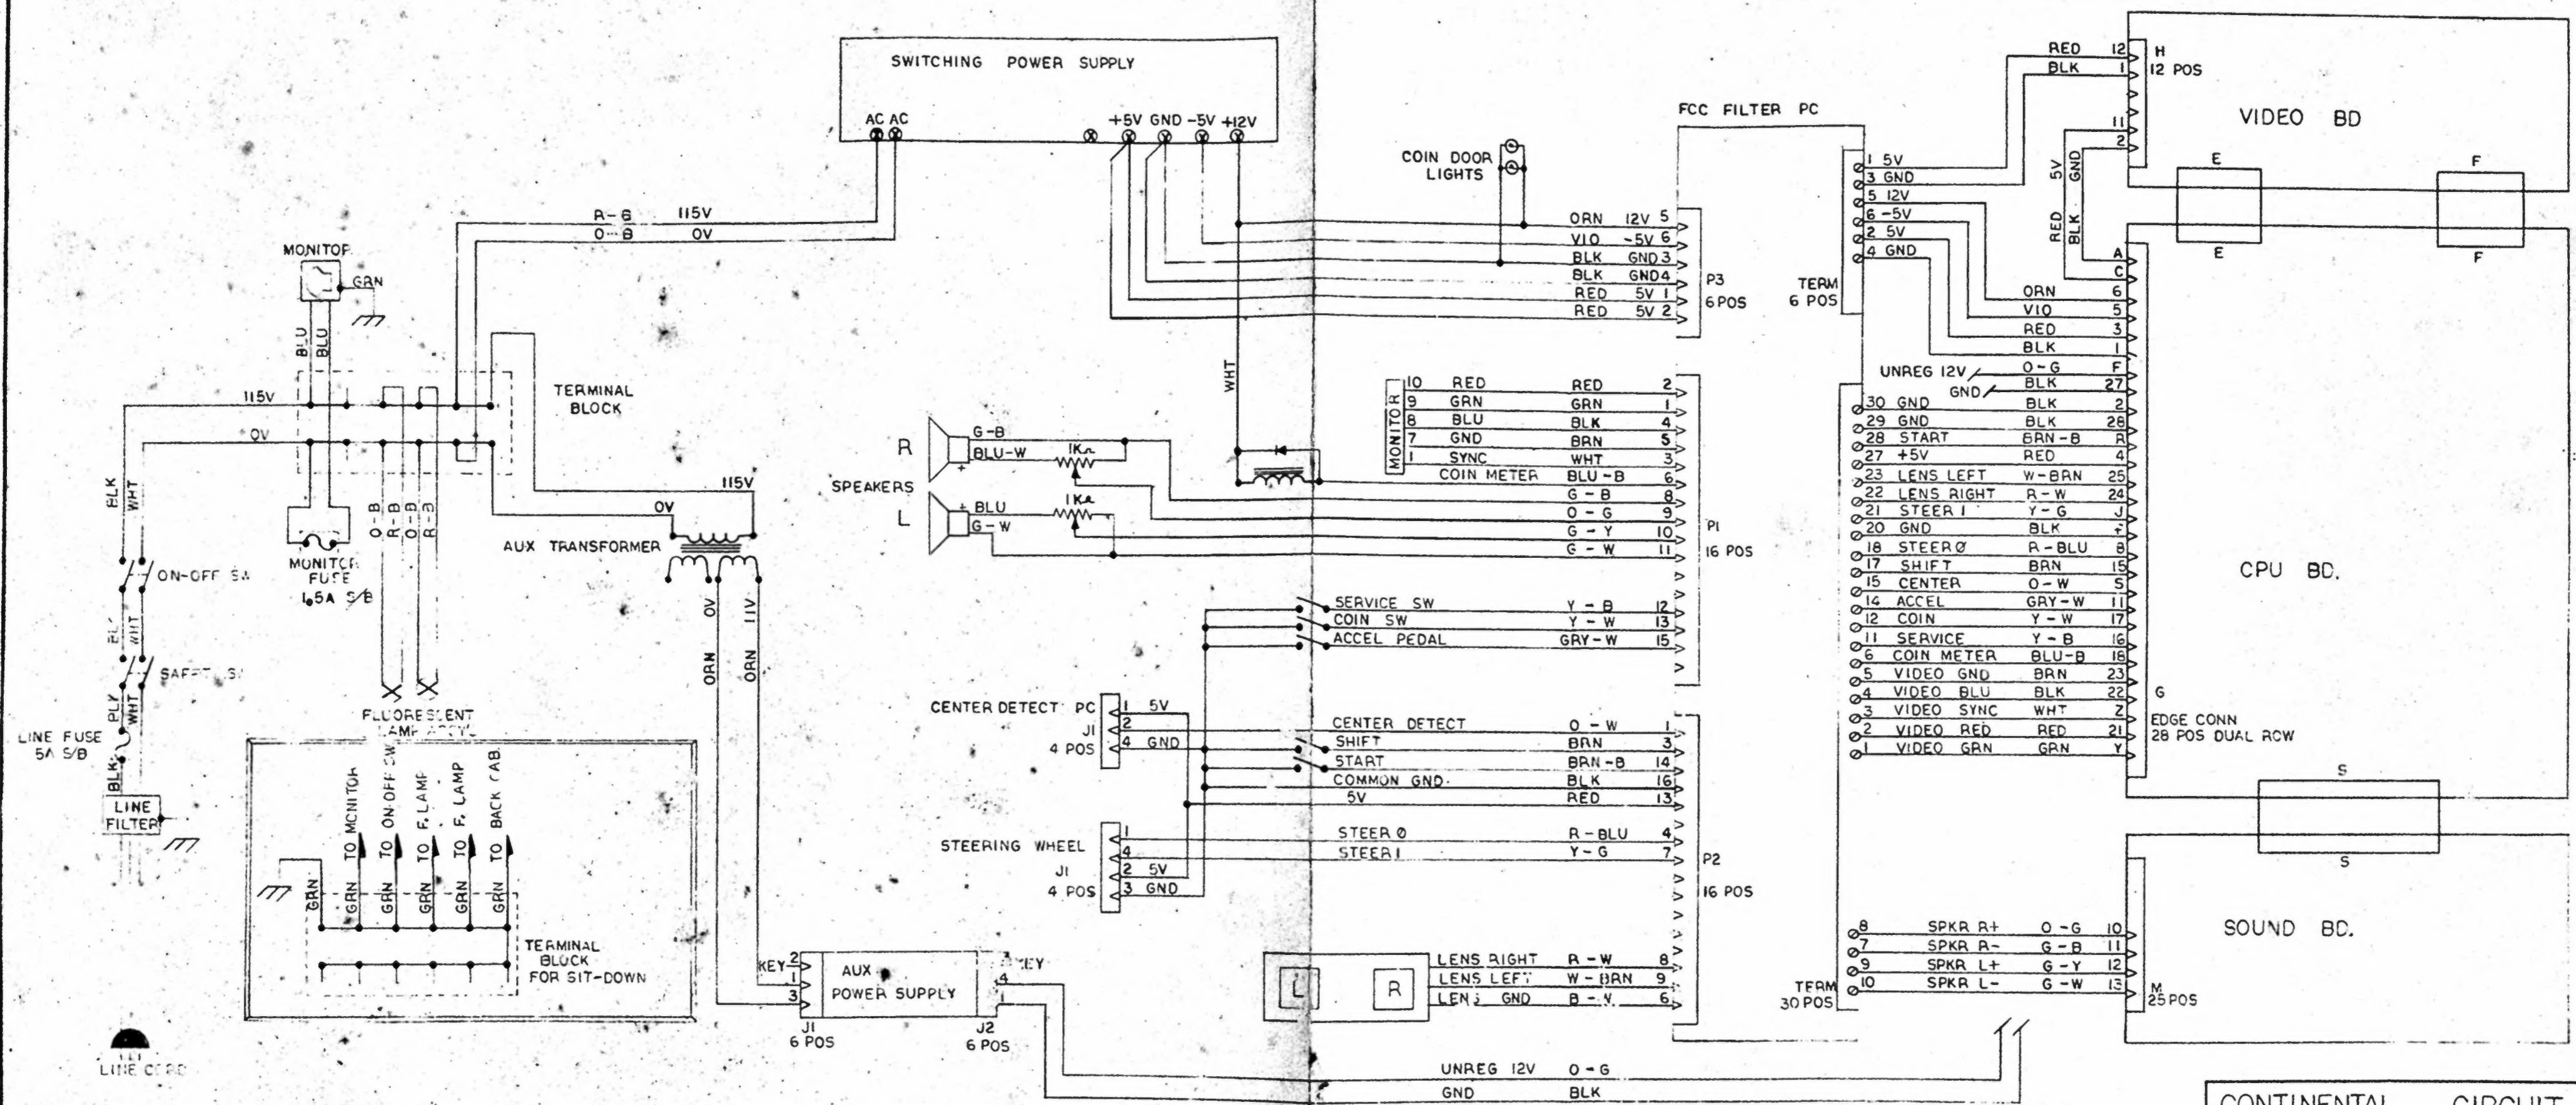 SWITCHING POWER SUPPLY
AC AC
+5V GND -5V +12V
R-B 115V
O-B 0V
MONITOR
GRN
BLU
BLU
TERMINAL
BLOCK
115V
0V
BLK
WHT
O-B
R-B
O-B
R-B
115V
0V
AUX TRANSFORMER
0V
11V
ORN
ORN
ON-OFF
MONITOR
FUSE
1.5A S/B
WHT
LINE FUSE
5A S/B
WHT
BLK
LINE
FILTER
FLUORESCENT
TO MONITOR
TO ON-OFF SW
TO F. LAMP
TO F. LAMP
TO BACK CAB.
GRN
GRN
GRN
GRN
GRN
GRN
TERMINAL
BLOCK
FOR SIT-DOWN
LINE
KEY 2
1
3
AUX
POWER SUPPLY
KEY
4
1
J1
6 POS
J2
6 POS
R
G-B
BLU-W
+
1KΩ
SPEAKERS
L
+
BLU
G-W
1KΩ
WHT
CENTER DETECT PC
J1
4 POS
1 5V
2
4 GND
STEERING WHEEL
J1
4 POS
1
4
2 5V
3 GND
COIN DOOR
LIGHTS
ORN 12V 5
VIO -5V 6
BLK GND 3
BLK GND 4
RED 5V 1
RED 5V 2
P3
6 POS
MONITOR
10 RED RED 2
9 GRN GRN 1
8 BLU BLK 4
7 GND BRN 5
1 SYNC WHT 3
COIN METER BLU-B 6
G-B 8
O-G 9
G-Y 10
G-W 11
P1
16 POS
SERVICE SW Y-B 12
COIN SW Y-W 13
ACCEL PEDAL GRY-W 15
CENTER DETECT O-W 1
SHIFT BRN 3
START BRN-B 14
COMMON GND. BLK 16
5V RED 13
STEER Ø R-BLU 4
STEER 1 Y-G 7
P2
16 POS
L
R
LENS RIGHT R-W 8
LENS LEFT W-BRN 9
GND 6
UNREG 12V O-G
GND BLK
FCC FILTER PC
1 5V
3 GND
5 12V
6 -5V
2 5V
4 GND
TERM
6 POS
RED 12
BLK 1
H
12 POS
11
2
VIDEO BD
E
E
F
F
5V
GND
RED
BLK
A
C
ORN 6
VIO 5
RED 3
BLK 1
UNREG 12V O-G F
GND BLK 27
30 GND BLK 2
29 GND BLK 28
28 START BRN-B R
27 +5V RED 4
23 LENS LEFT W-BRN 25
22 LENS RIGHT R-W 24
21 STEER 1 Y-G J
20 GND BLK
18 STEER Ø R-BLU 8
17 SHIFT BRN 15
15 CENTER O-W S
14 ACCEL GRY-W 11
12 COIN Y-W 17
11 SERVICE Y-B 16
6 COIN METER BLU-B 18
5 VIDEO GND BRN 23
4 VIDEO BLU BLK 22
3 VIDEO SYNC WHT Z
2 VIDEO RED RED 21
1 VIDEO GRN GRN Y
CPU BD.
G
EDGE CONN
28 POS DUAL ROW
S
S
8 SPKR R+ O-G 10
7 SPKR R- G-B 11
9 SPKR L+ G-Y 12
10 SPKR L- G-W 13
TERM
30 POS
M
25 POS
SOUND BD.
CONTINENTAL CIRCUIT